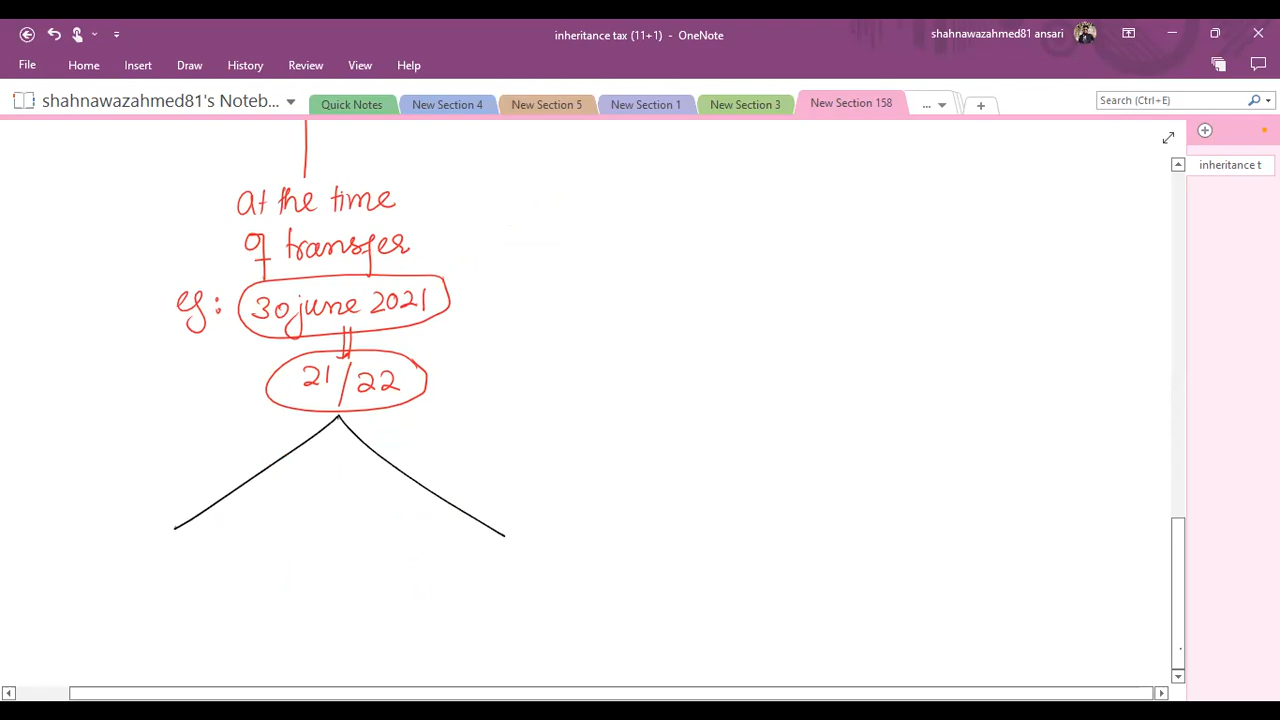 inheritance tax (11+1) - OneNote
shahnawazahmed81 ansari
File Home Insert Draw History Review View Help
shahnawazahmed81's Noteb...
Quick Notes New Section 4 New Section 5 New Section 1 New Section 3 New Section 158 ...
Search (Ctrl+E)
inheritance t
at the time
of transfer
eg: 30 june 2021
21/22